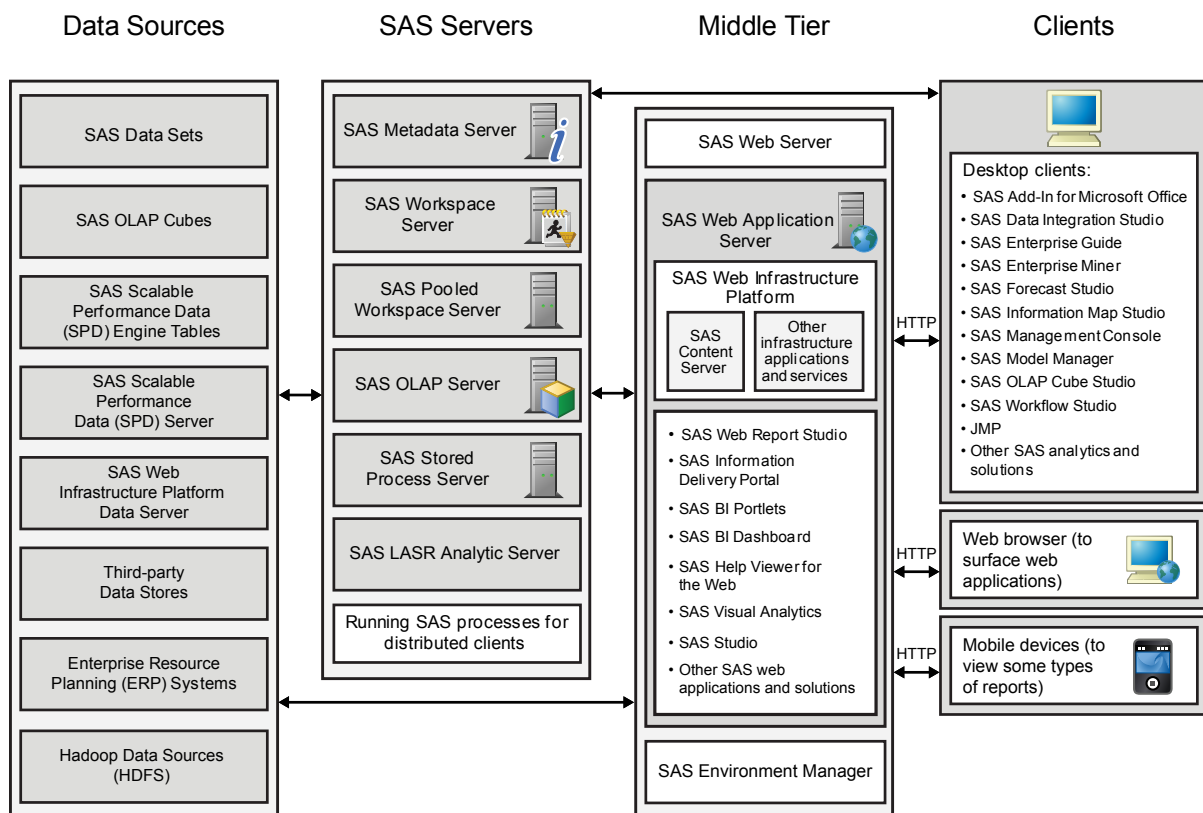 Data Sources
SAS Servers
Middle Tier
Clients
SAS Data Sets
SAS OLAP Cubes
SAS Scalable
Performance Data
(SPD) Engine Tables
SAS Scalable
Performance
Data (SPD) Server
SAS Web
Infrastructure Platform
Data Server
Third-party
Data Stores
Enterprise Resource
Planning (ERP) Systems
Hadoop Data Sources
(HDFS)
SAS Metadata Server
SAS Workspace
Server
SAS Pooled
Workspace Server
SAS OLAP Server
SAS Stored
Process Server
SAS LASR Analytic Server
Running SAS processes for
distributed clients
SAS Web Server
SAS Web Application
Server
SAS Web Infrastructure
Platform
SAS
Content
Server
Other
infrastructure
applications
and services
• SAS Web Report Studio
• SAS Information
Delivery Portal
• SAS BI Portlets
• SAS BI Dashboard
• SAS Help Viewer for
the Web
• SAS Visual Analytics
• SAS Studio
• Other SAS web
applications and solutions
SAS Environment Manager
HTTP
HTTP
HTTP
Desktop clients:
• SAS Add-In for Microsoft Office
• SAS Data Integration Studio
• SAS Enterprise Guide
• SAS Enterprise Miner
• SAS Forecast Studio
• SAS Information Map Studio
• SAS Management Console
• SAS Model Manager
• SAS OLAP Cube Studio
• SAS Workflow Studio
• JMP
• Other SAS analytics and
solutions
Web browser (to
surface web
applications)
Mobile devices (to
view some types
of reports)